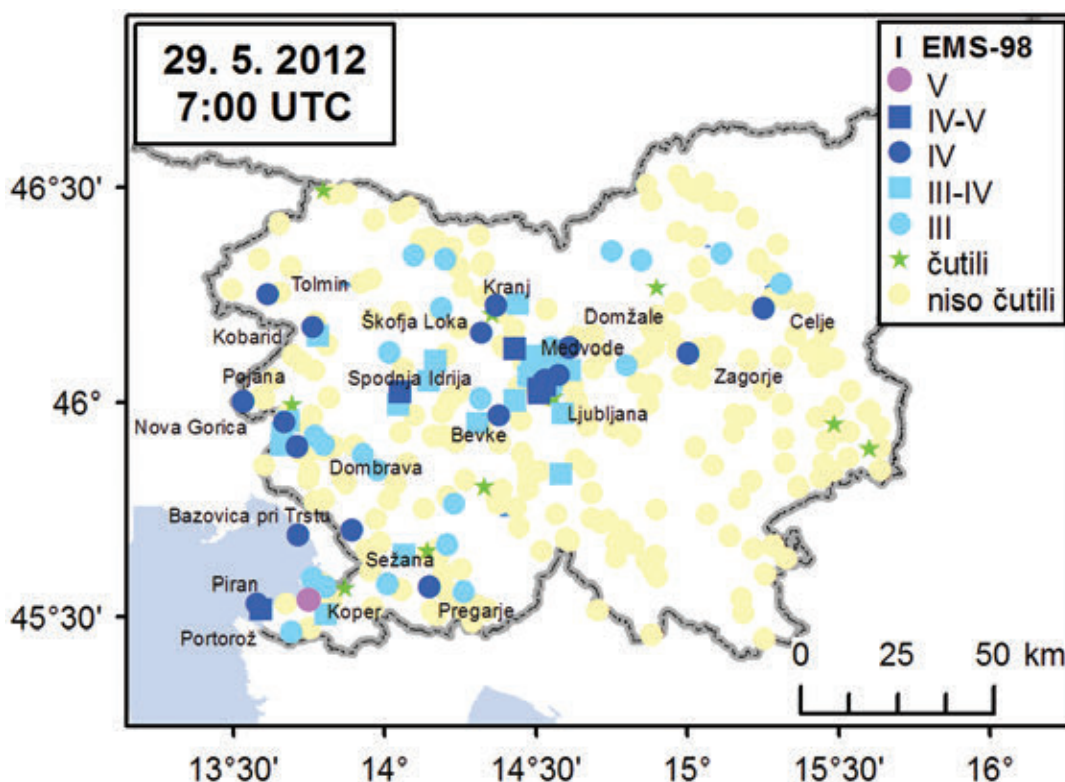 29. 5. 2012
7:00 UTC
I EMS-98
V
IV-V
IV
III-IV
III
čutili
niso čutili
46°30'
46°
45°30'
Tolmin
Kranj
Kobarid
Škofja Loka
Domžale
Celje
Medvode
Pojana
Spodnja Idrija
Zagorje
Nova Gorica
Bevke
Ljubljana
Dombrava
Bazovica pri Trstu
Sežana
Piran
Koper
Pregarje
Portorož
0 25 50 km
13°30' 14° 14°30' 15° 15°30' 16°